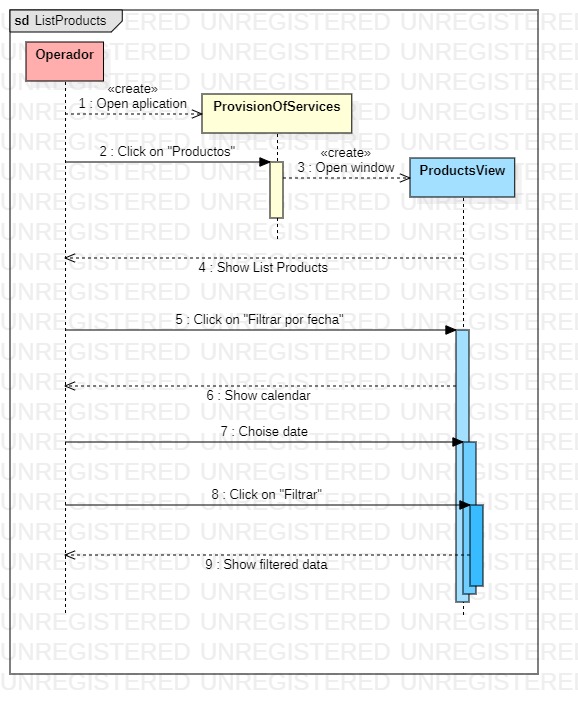 sd ListProducts
Operador
«create»
1 : Open aplication
ProvisionOfServices
2 : Click on "Productos"
«create»
3 : Open window
ProductsView
4 : Show List Products
5 : Click on "Filtrar por fecha"
6 : Show calendar
7 : Choise date
8 : Click on "Filtrar"
9 : Show filtered data
UNREGISTERED